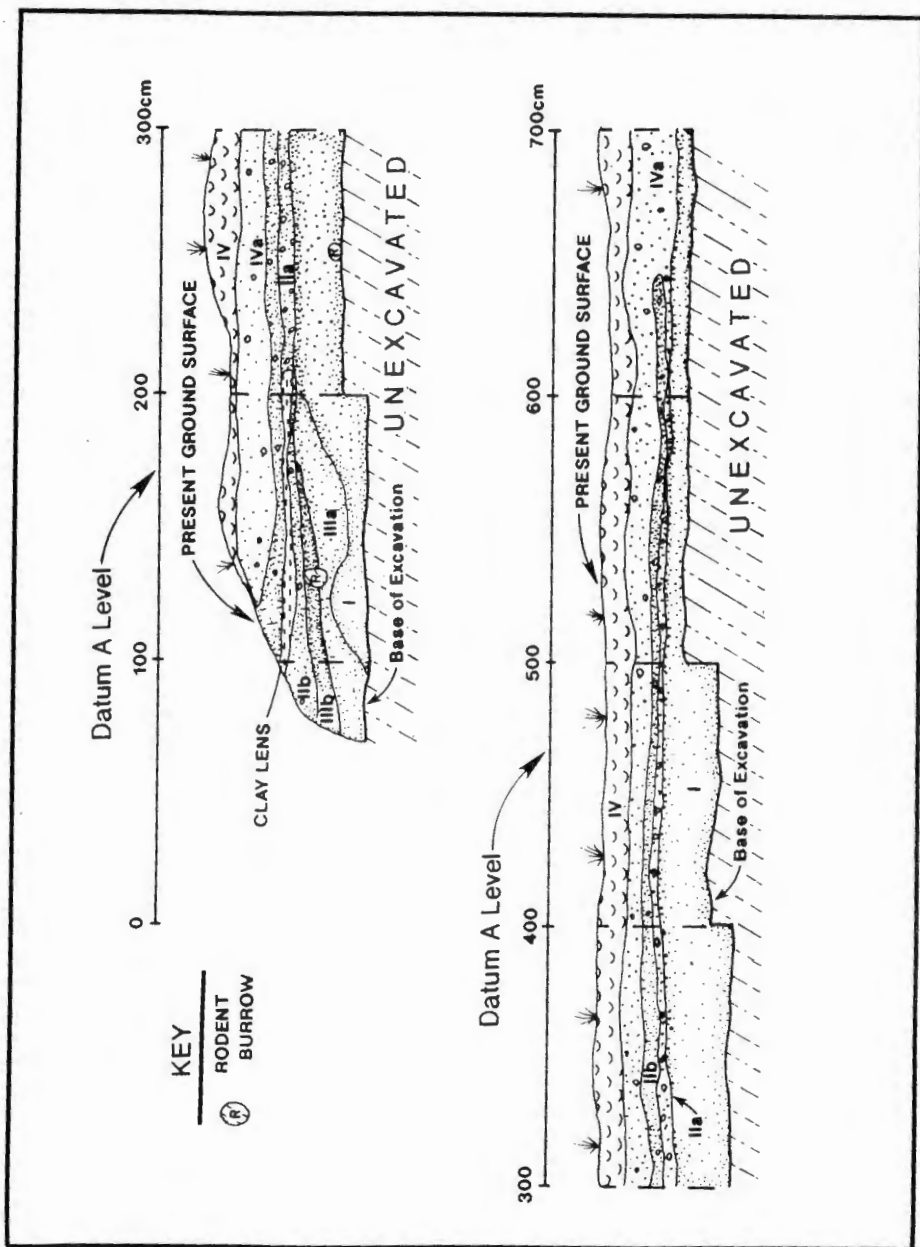 KEY
R RODENT
BURROW
Datum A Level
0 100 200 300cm
PRESENT GROUND SURFACE
IV
IVa
IIa
CLAY LENS
IIb
IIIb
R
IIIa
I
R
Base of Excavation
UNEXCAVATED
Datum A Level
300 400 500 600 700cm
PRESENT GROUND SURFACE
IV
IVa
IIb
IIa
I
Base of Excavation
UNEXCAVATED